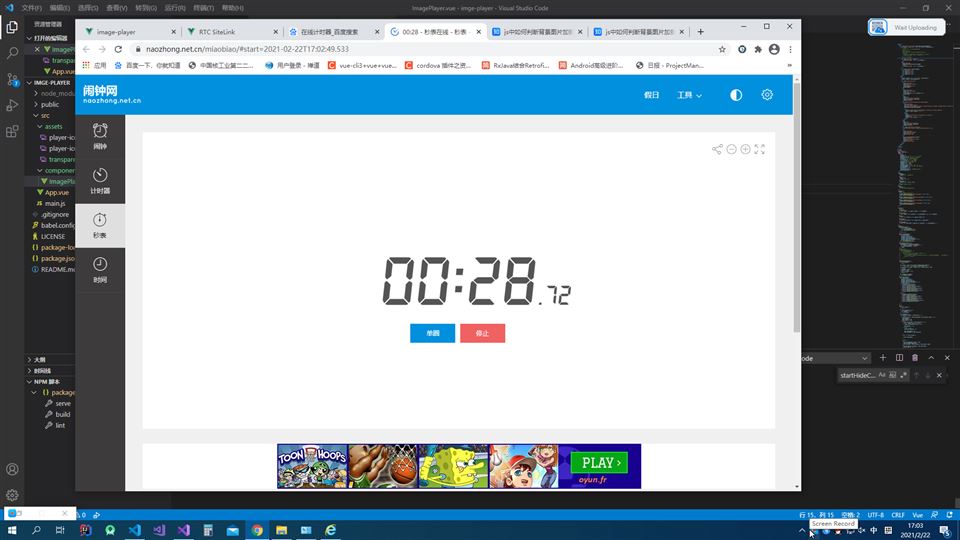 文件(F) 编辑(E) 选择(S) 查看(V) 转到(G) 运行(R) 终端(T) 帮助(H)
ImagePlayer.vue - imge-player - Visual Studio Code
资源管理器
打开的编辑器
ImagePl
transpa
App.vue
IMGE-PLAYER
node_modu
public
src
assets
player-ico
player-ico
transpare
component
ImagePla
App.vue
main.js
.gitignore
babel.config
LICENSE
package-loc
package.jso
README.md
大纲
时间线
NPM 脚本
package
serve
build
lint
image-player
RTC SiteLink
在线计时器_百度搜索
00:28 - 秒表在线 - 秒表
js中如何判断背景图片加
js中如何判断背景图片加
Wait Uploading
naozhong.net.cn/miaobiao/#start=2021-02-22T17:02:49.533
应用
百度一下,你就知道
中国核工业第二二...
用户登录 - 禅道
vue-cli3+vue+vue...
cordova 插件之资...
RxJava结合Retrofi...
Android高级进阶...
日报 - ProjectMan...
闹钟网
naozhong.net.cn
假日
工具
闹钟
计时器
秒表
时间
00:28.72
单圈
停止
TOON HOOPS
PLAY
oyun.fr
ode
startHideC...
行 15,列 15
空格: 2
UTF-8
CRLF
Vue
Screen Record
中
17:03
2021/2/22